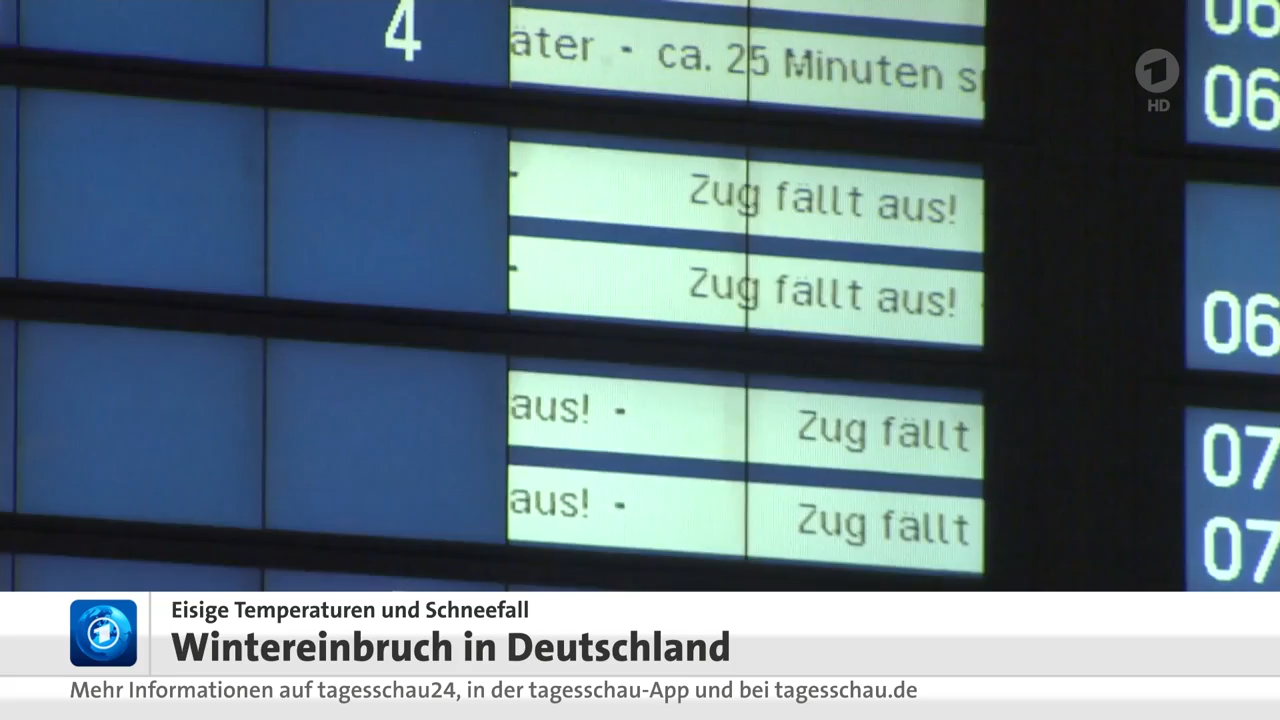 4
äter - ca. 25 Minuten sp
06
06
HD
Zug fällt aus!
Zug fällt aus!
06
aus! - Zug fällt
aus! - Zug fällt
07
07
Eisige Temperaturen und Schneefall
Wintereinbruch in Deutschland
Mehr Informationen auf tagesschau24, in der tagesschau-App und bei tagesschau.de